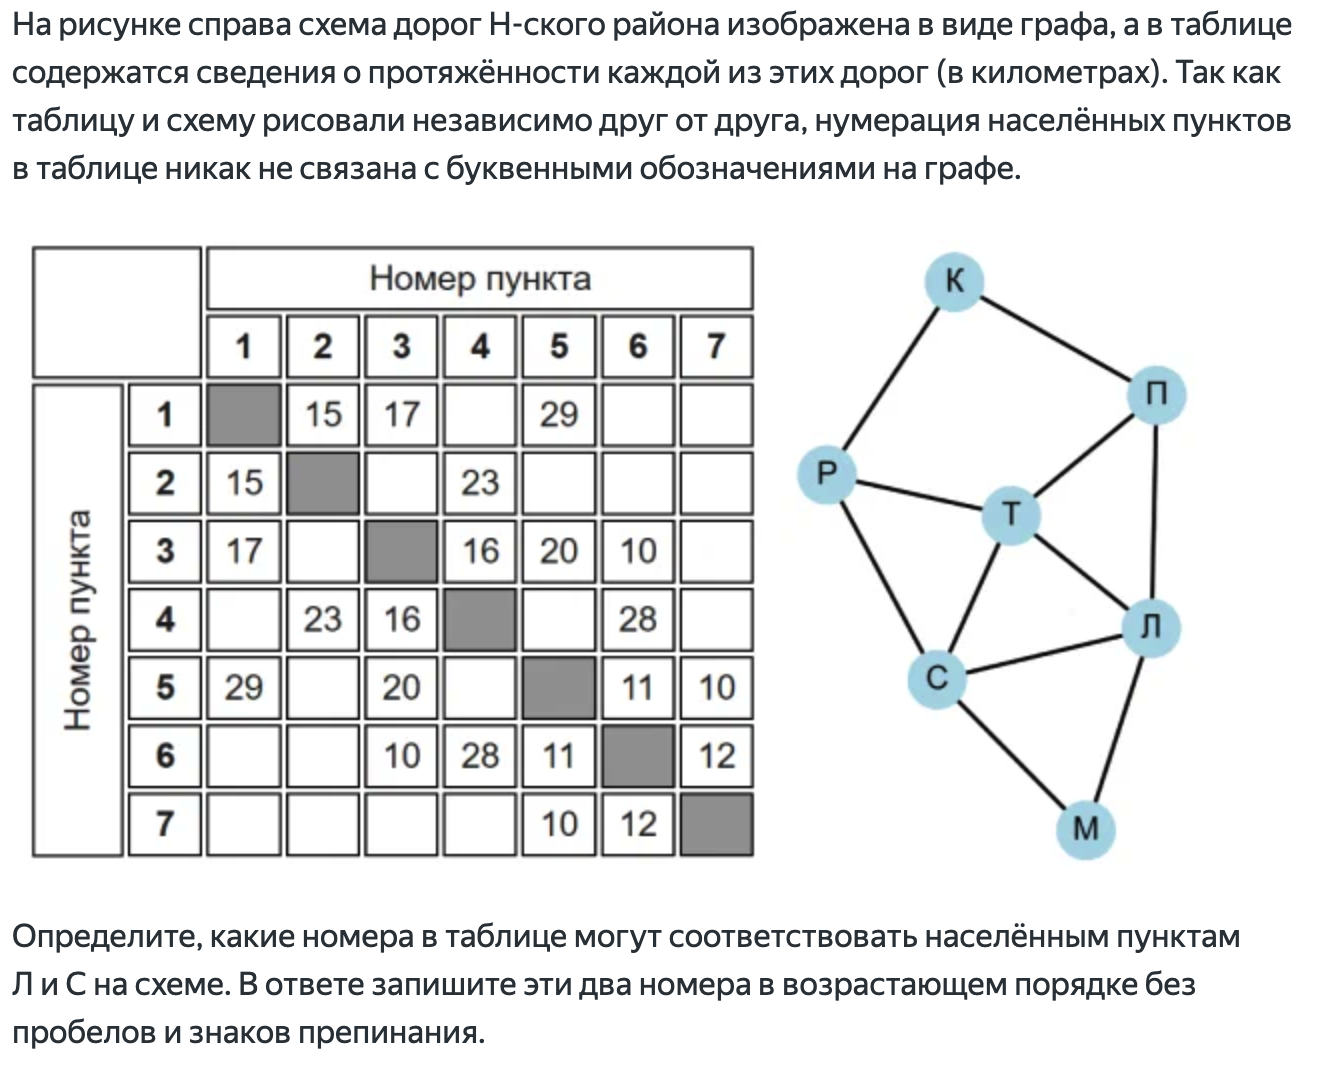 На рисунке справа схема дорог Н-ского района изображена в виде графа, а в таблице
содержатся сведения о протяжённости каждой из этих дорог (в километрах). Так как
таблицу и схему рисовали независимо друг от друга, нумерация населённых пунктов
в таблице никак не связана с буквенными обозначениями на графе.
Номер пункта
1 2 3 4 5 6 7
Номер пункта
1 15 17 29
2 15 23
3 17 16 20 10
4 23 16 28
5 29 20 11 10
6 10 28 11 12
7 10 12
К
П
Р
Т
Л
С
М
Определите, какие номера в таблице могут соответствовать населённым пунктам
Л и С на схеме. В ответе запишите эти два номера в возрастающем порядке без
пробелов и знаков препинания.